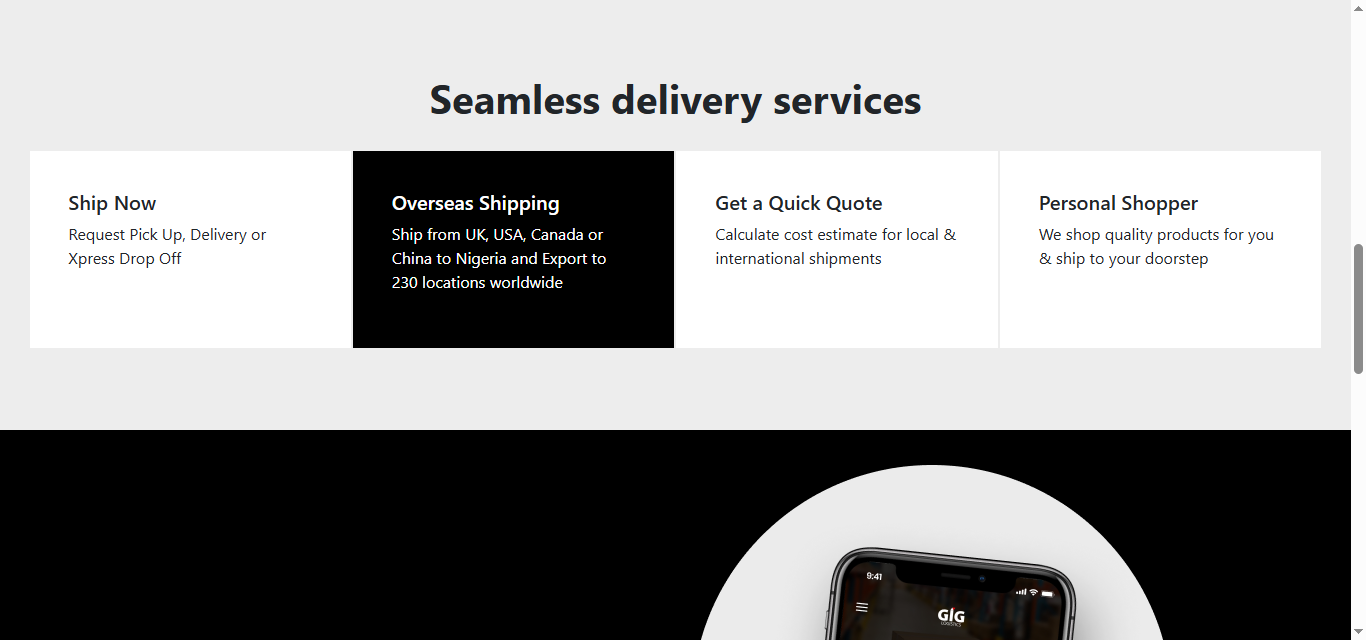 Seamless delivery services
Ship Now
Request Pick Up, Delivery or
Xpress Drop Off
Overseas Shipping
Ship from UK, USA, Canada or
China to Nigeria and Export to
230 locations worldwide
Get a Quick Quote
Calculate cost estimate for local &
international shipments
Personal Shopper
We shop quality products for you
& ship to your doorstep
9:41
GIG
LOGISTICS